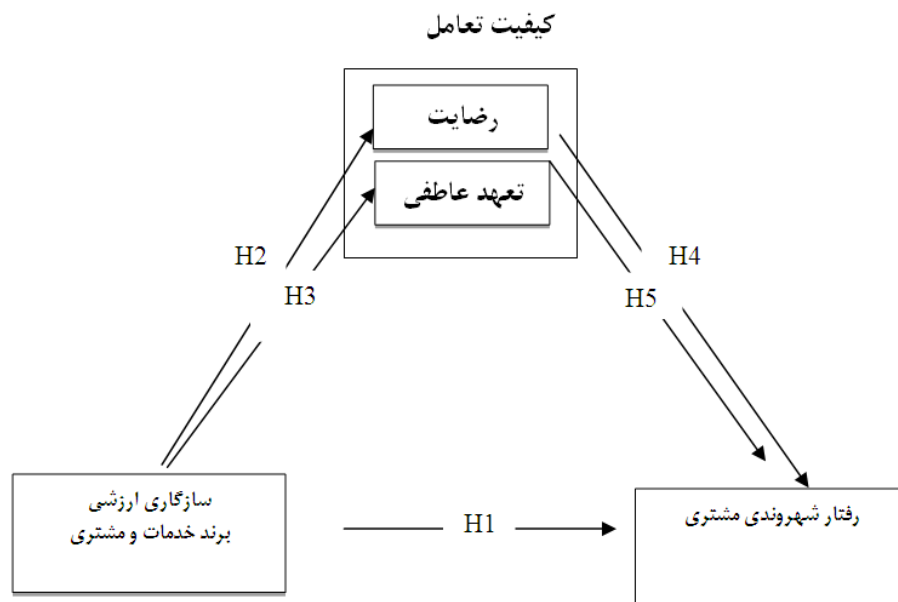 کیفیت تعامل
رضایت
تعهد عاطفی
H2
H4
H3
H5
سازگاری ارزشی
برند خدمات و مشتری
رفتار شهروندی مشتری
H1